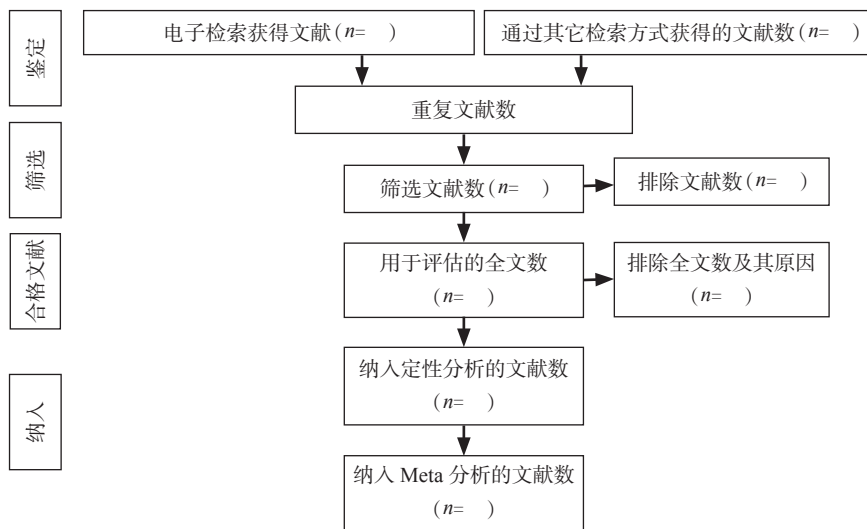 鉴定
电子检索获得文献(n= )
通过其它检索方式获得的文献数(n= )
重复文献数
筛选
筛选文献数(n= )
排除文献数(n= )
合格文献
用于评估的全文数
(n= )
排除全文数及其原因
(n= )
纳入
纳入定性分析的文献数
(n= )
纳入 Meta 分析的文献数
(n= )